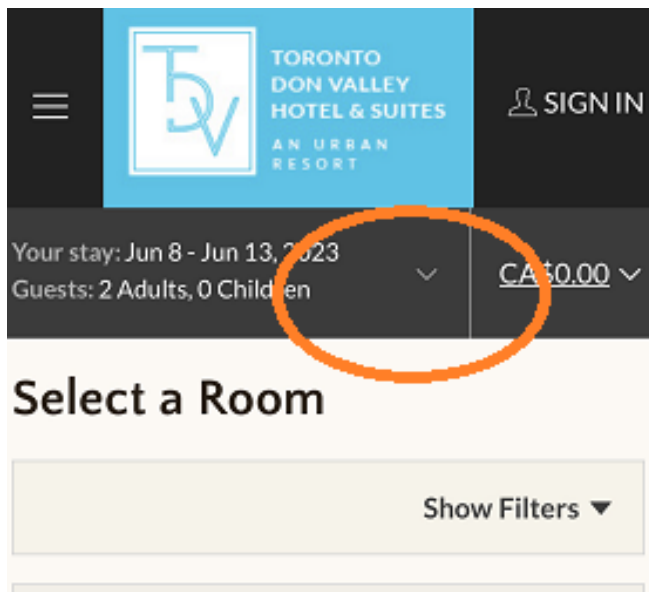 TORONTO
DON VALLEY
HOTEL & SUITES
AN URBAN
RESORT
SIGN IN
Your stay: Jun 8 - Jun 13, 2023
Guests: 2 Adults, 0 Children
CA$0.00
Select a Room
Show Filters